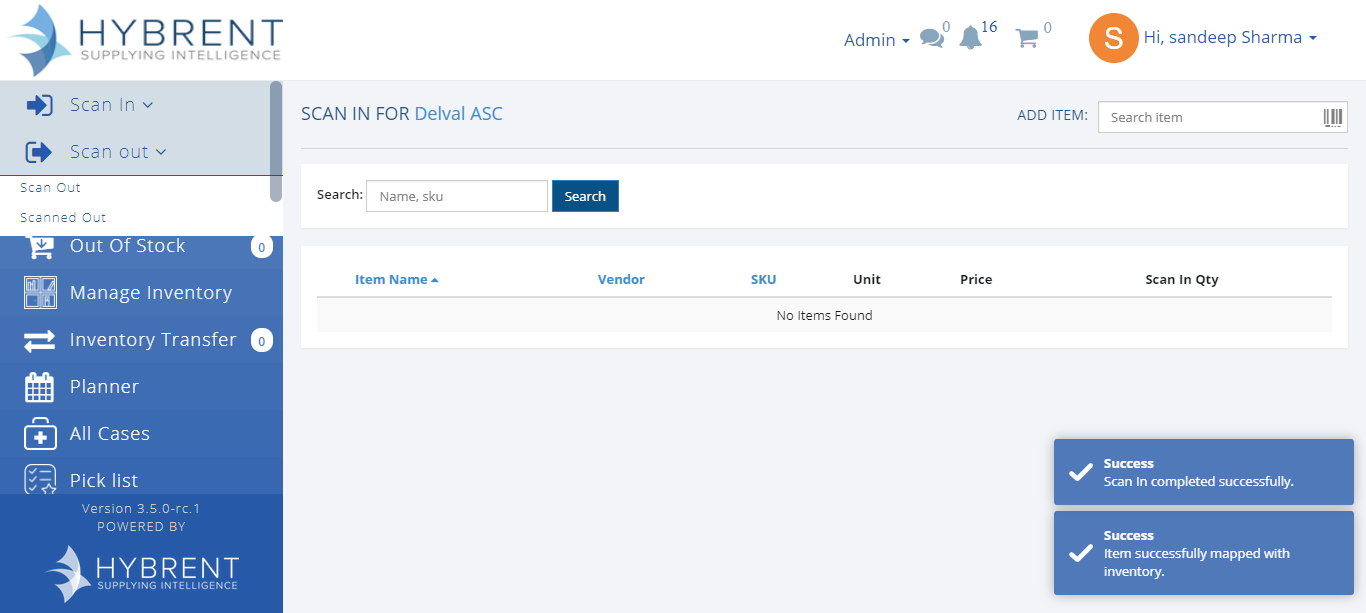 HYBRENT
SUPPLYING INTELLIGENCE
Admin
0
16
0
S
Hi, sandeep Sharma
Scan In
Scan out
Scan Out
Scanned Out
Out Of Stock
0
Manage Inventory
Inventory Transfer
0
Planner
All Cases
Pick list
Version 3.5.0-rc.1
POWERED BY
HYBRENT
SUPPLYING INTELLIGENCE
SCAN IN FOR Delval ASC
ADD ITEM:
Search item
Search:
Name, sku
Search
Item Name Vendor SKU Unit Price Scan In Qty
No Items Found
Success
Scan In completed successfully.
Success
Item successfully mapped with
inventory.